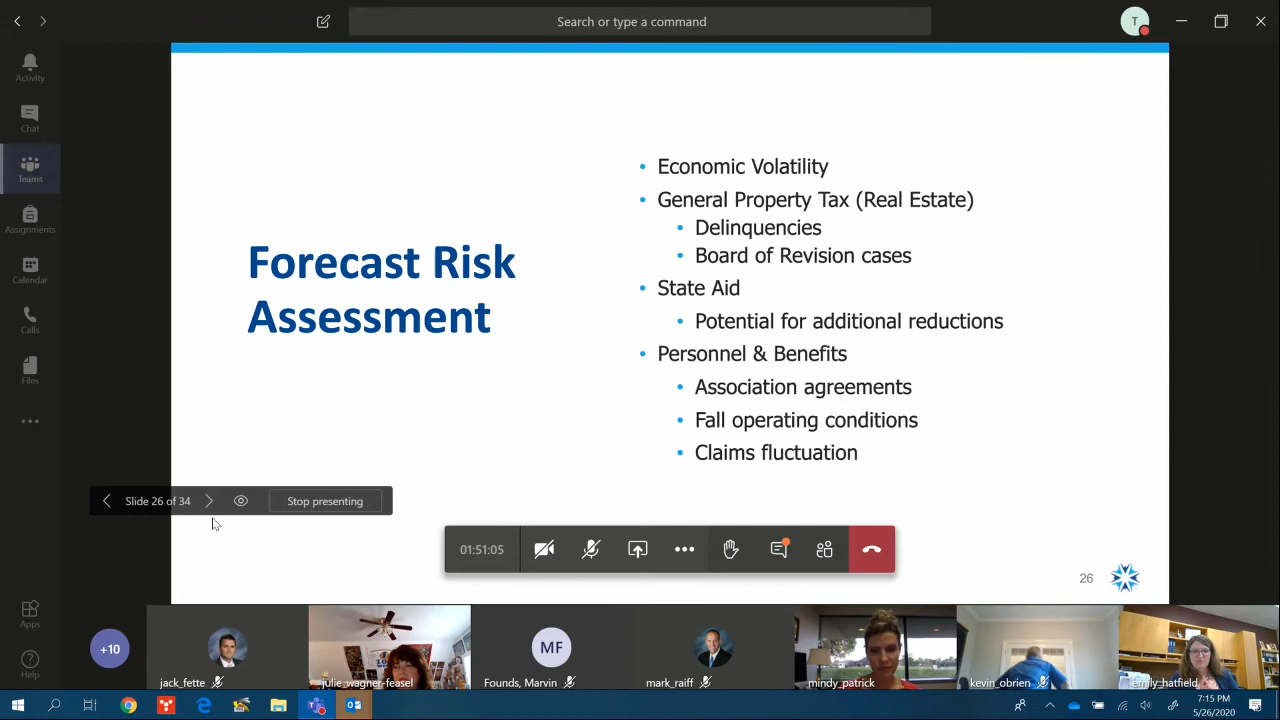 Search or type a command
T
Activity
Chat
Teams
Assignments
Calendar
Calls
Files
Apps
Help
Forecast Risk
Assessment
• Economic Volatility
• General Property Tax (Real Estate)
• Delinquencies
• Board of Revision cases
• State Aid
• Potential for additional reductions
• Personnel & Benefits
• Association agreements
• Fall operating conditions
• Claims fluctuation
Slide 26 of 34
Stop presenting
01:51:05
26
+10
MF
jack_fette
julie_wagner-feasel
Founds, Marvin
mark_raiff
mindy_patrick
kevin_obrien
emily_hatfield
7:15 PM
5/26/2020